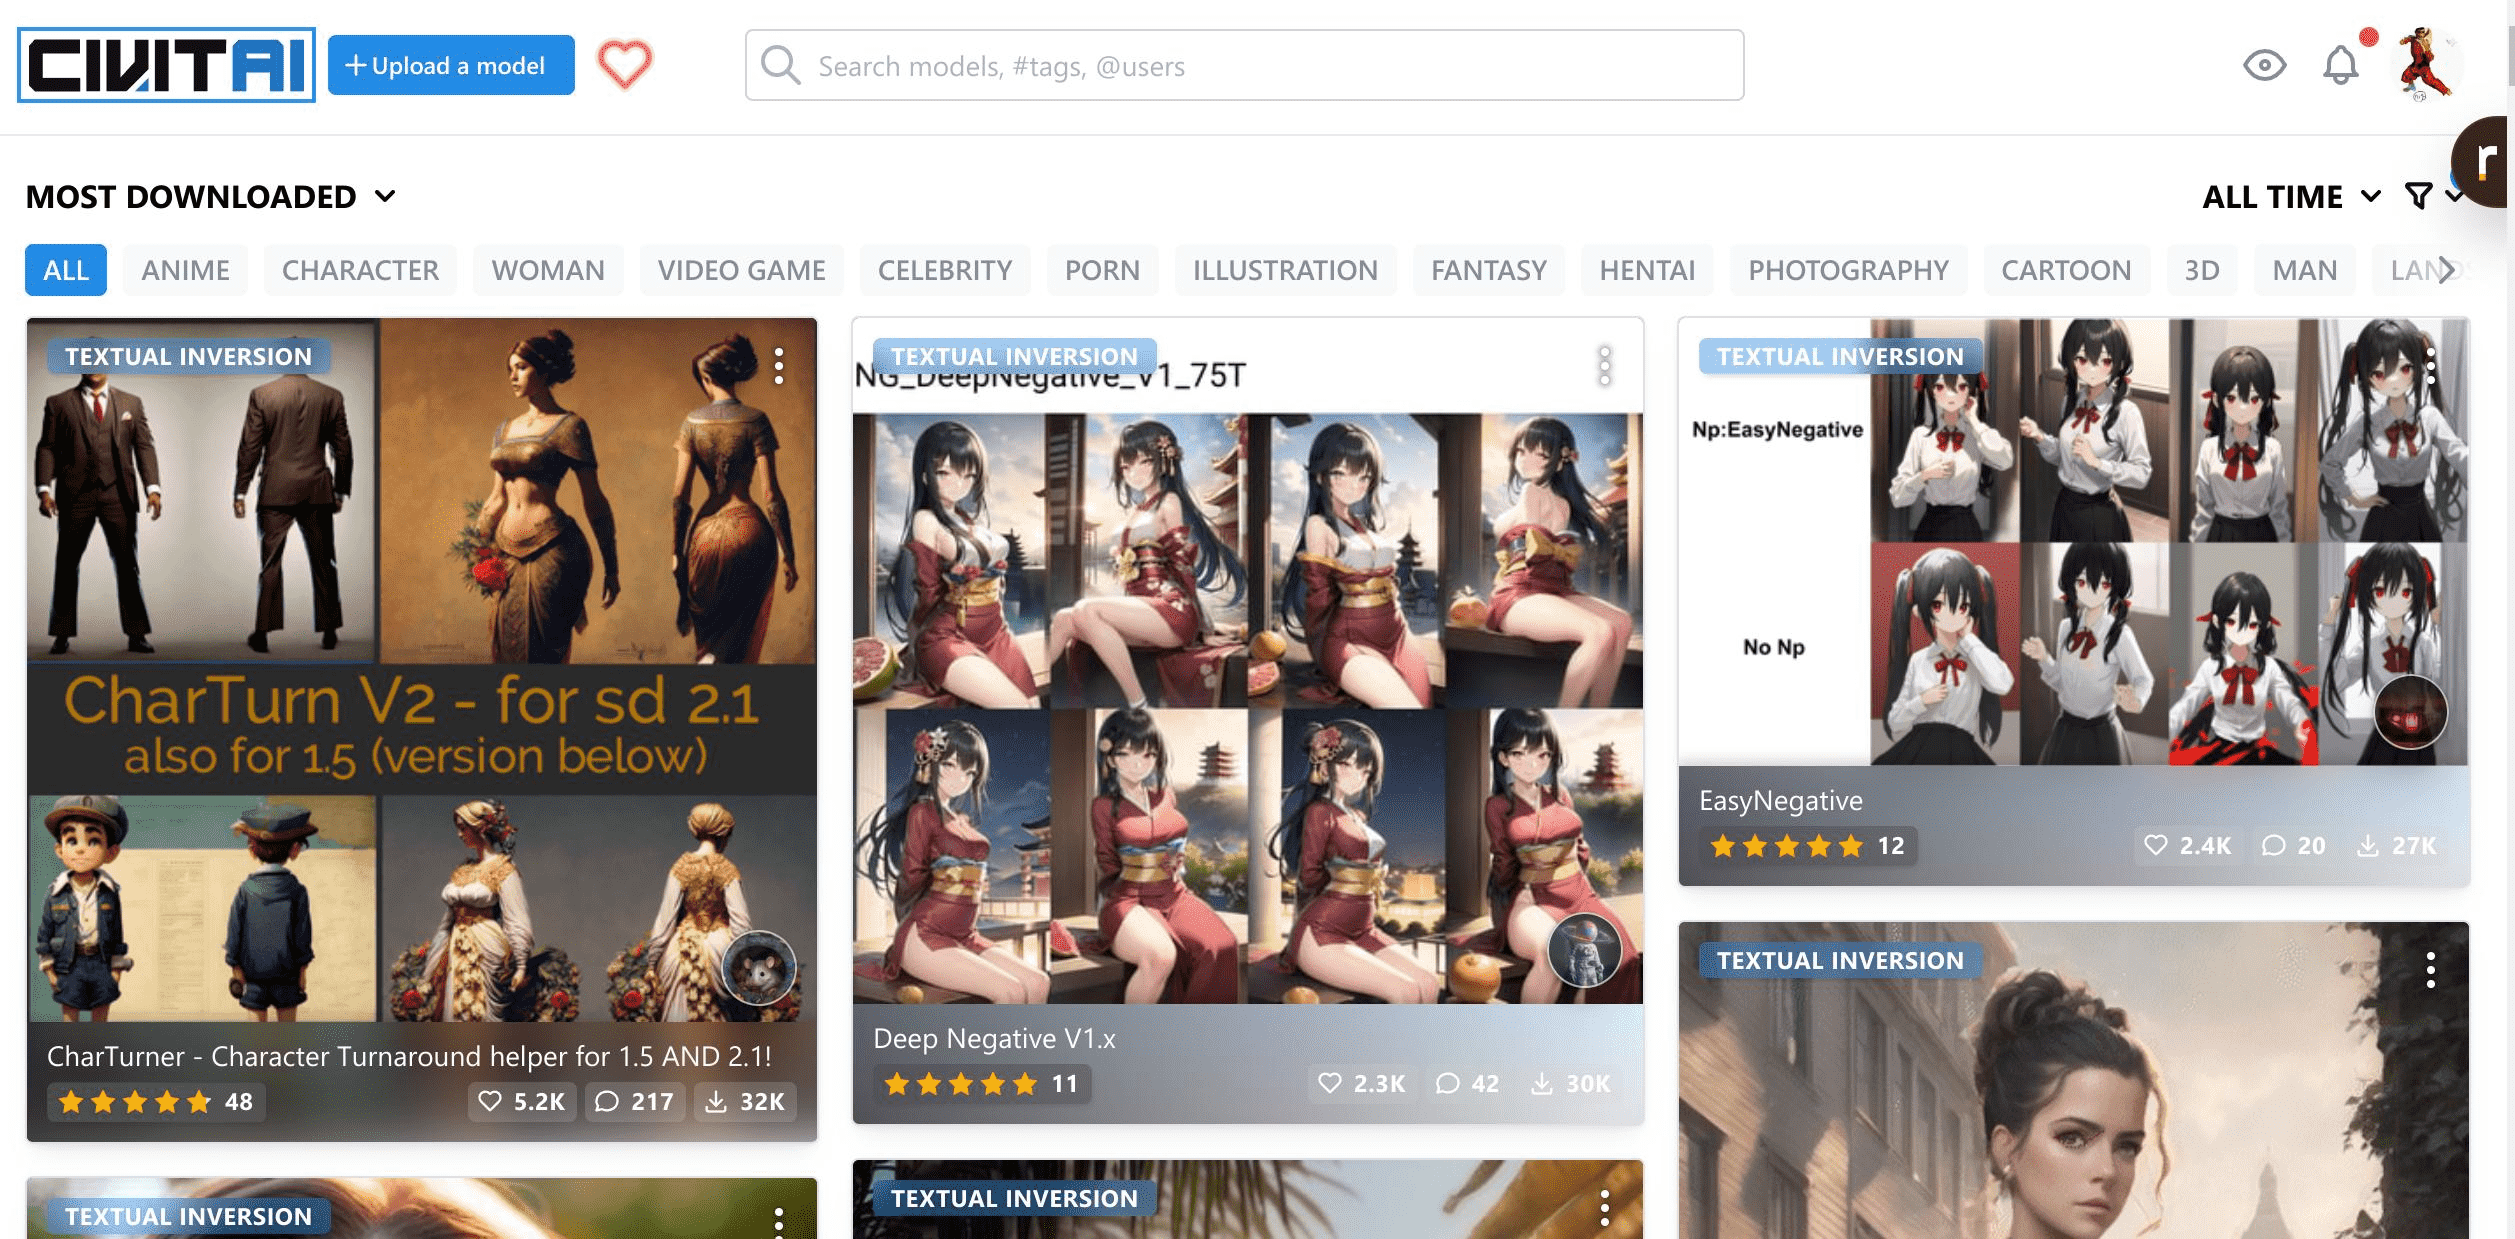 CIVITAI
+ Upload a model
Search models, #tags, @users
r
MOST DOWNLOADED
ALL TIME
ALL
ANIME
CHARACTER
WOMAN
VIDEO GAME
CELEBRITY
PORN
ILLUSTRATION
FANTASY
HENTAI
PHOTOGRAPHY
CARTOON
3D
MAN
TEXTUAL INVERSION
CharTurn V2 - for sd 2.1
also for 1.5 (version below)
CharTurner - Character Turnaround helper for 1.5 AND 2.1!
48
5.2K
217
32K
TEXTUAL INVERSION
TEXTUAL INVERSION
NG_DeepNegative_V1_75T
Deep Negative V1.x
11
2.3K
42
30K
TEXTUAL INVERSION
TEXTUAL INVERSION
Np:EasyNegative
No Np
EasyNegative
12
2.4K
20
27K
TEXTUAL INVERSION